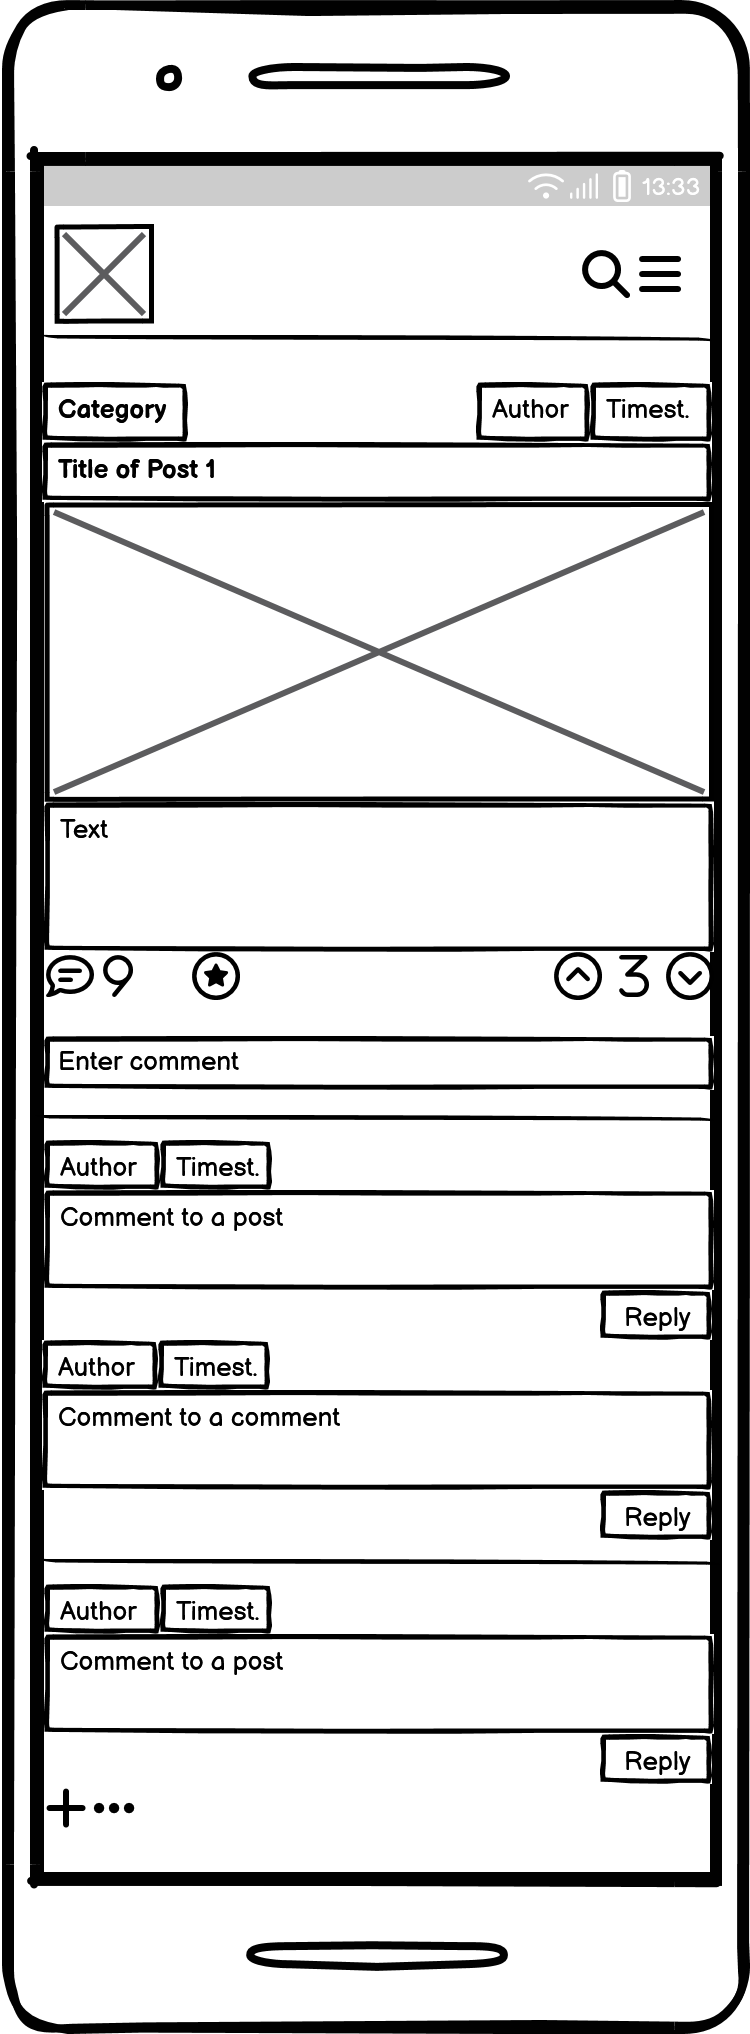 13:33
Category Author Timest.
Title of Post 1
Text
9 3
Enter comment
Author Timest.
Comment to a post
Reply
Author Timest.
Comment to a comment
Reply
Author Timest.
Comment to a post
Reply